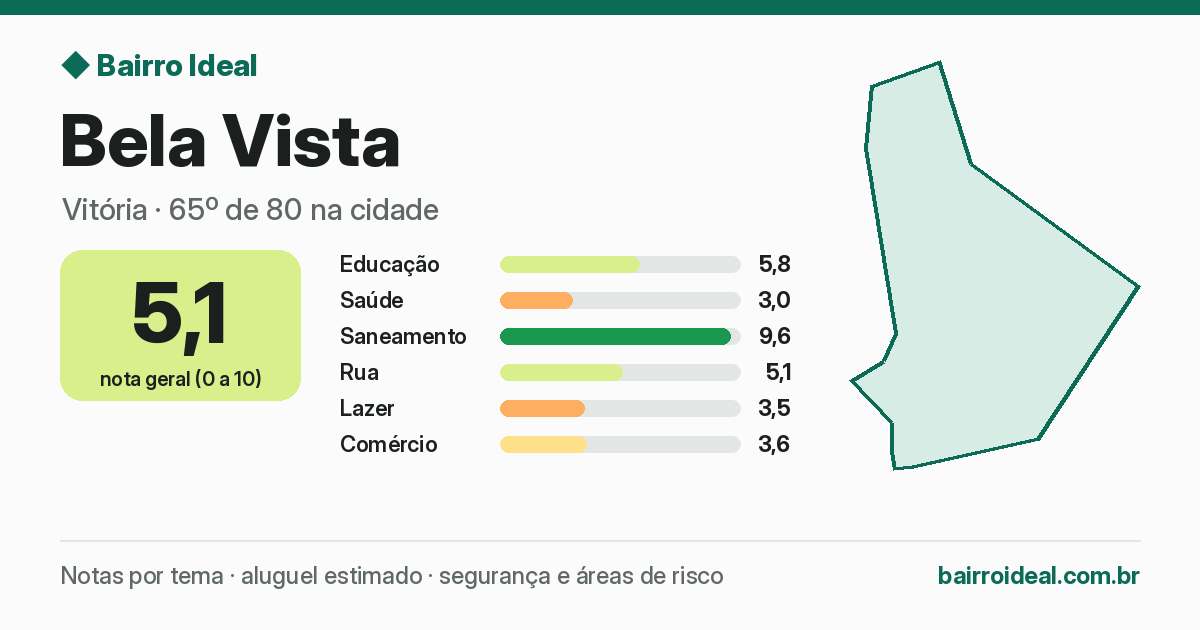 Bairro Ideal
Bela Vista
Vitória · 65º de 80 na cidade
5,1
nota geral (0 a 10)
Educação 5,8
Saúde 3,0
Saneamento 9,6
Rua 5,1
Lazer 3,5
Comércio 3,6
Notas por tema · aluguel estimado · segurança e áreas de risco
bairroideal.com.br